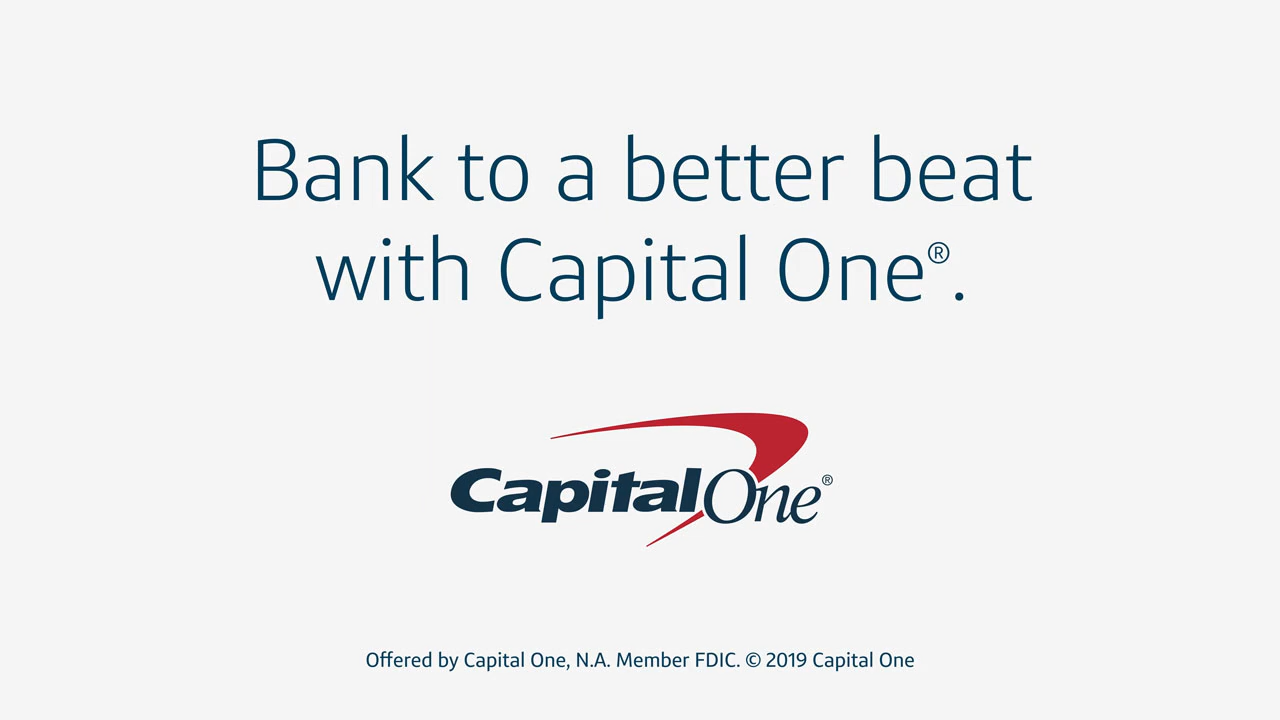 Bank to a better beat
with Capital One®.
CapitalOne®
Offered by Capital One, N.A. Member FDIC. © 2019 Capital One